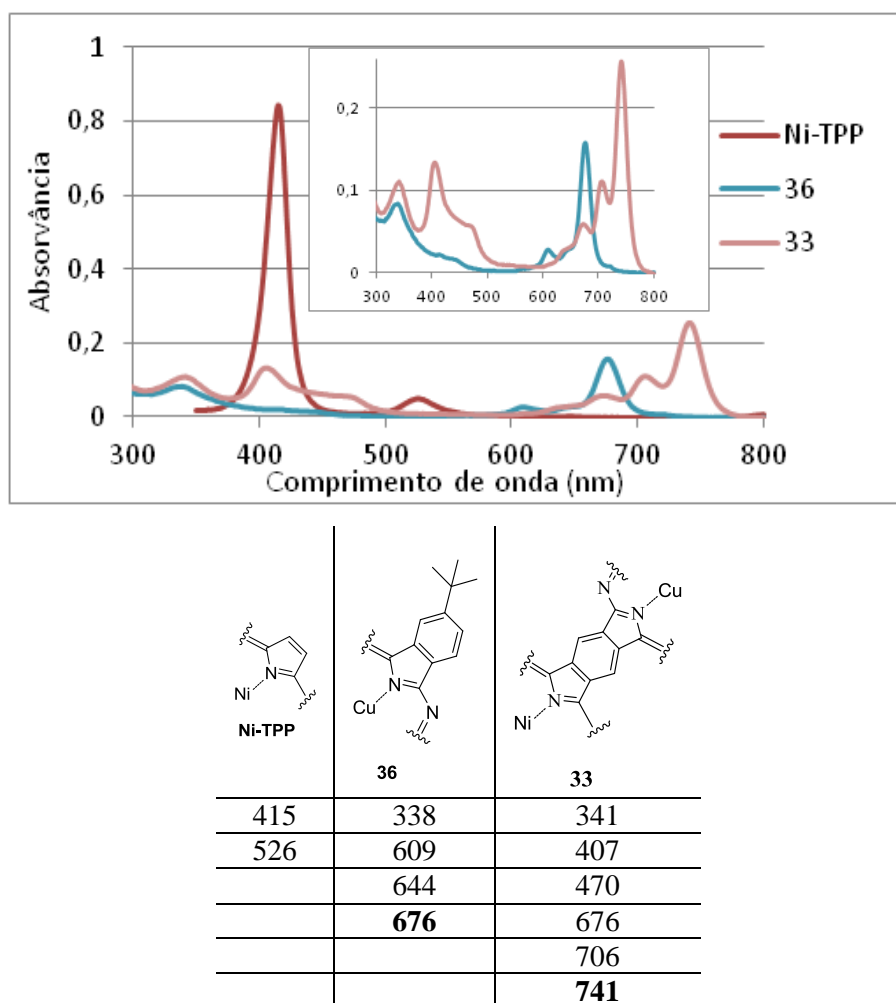 1
0,8
0,6
0,4
0,2
0
Absorvância
0,2
0,1
0
300 400 500 600 700 800
300 400 500 600 700 800
Comprimento de onda (nm)
Ni-TPP
36
33
N
Ni
Ni-TPP
N
Cu
N
36
N
Cu
N
N
Ni
33
415 338 341
526 609 407
644 470
676 676
706
741